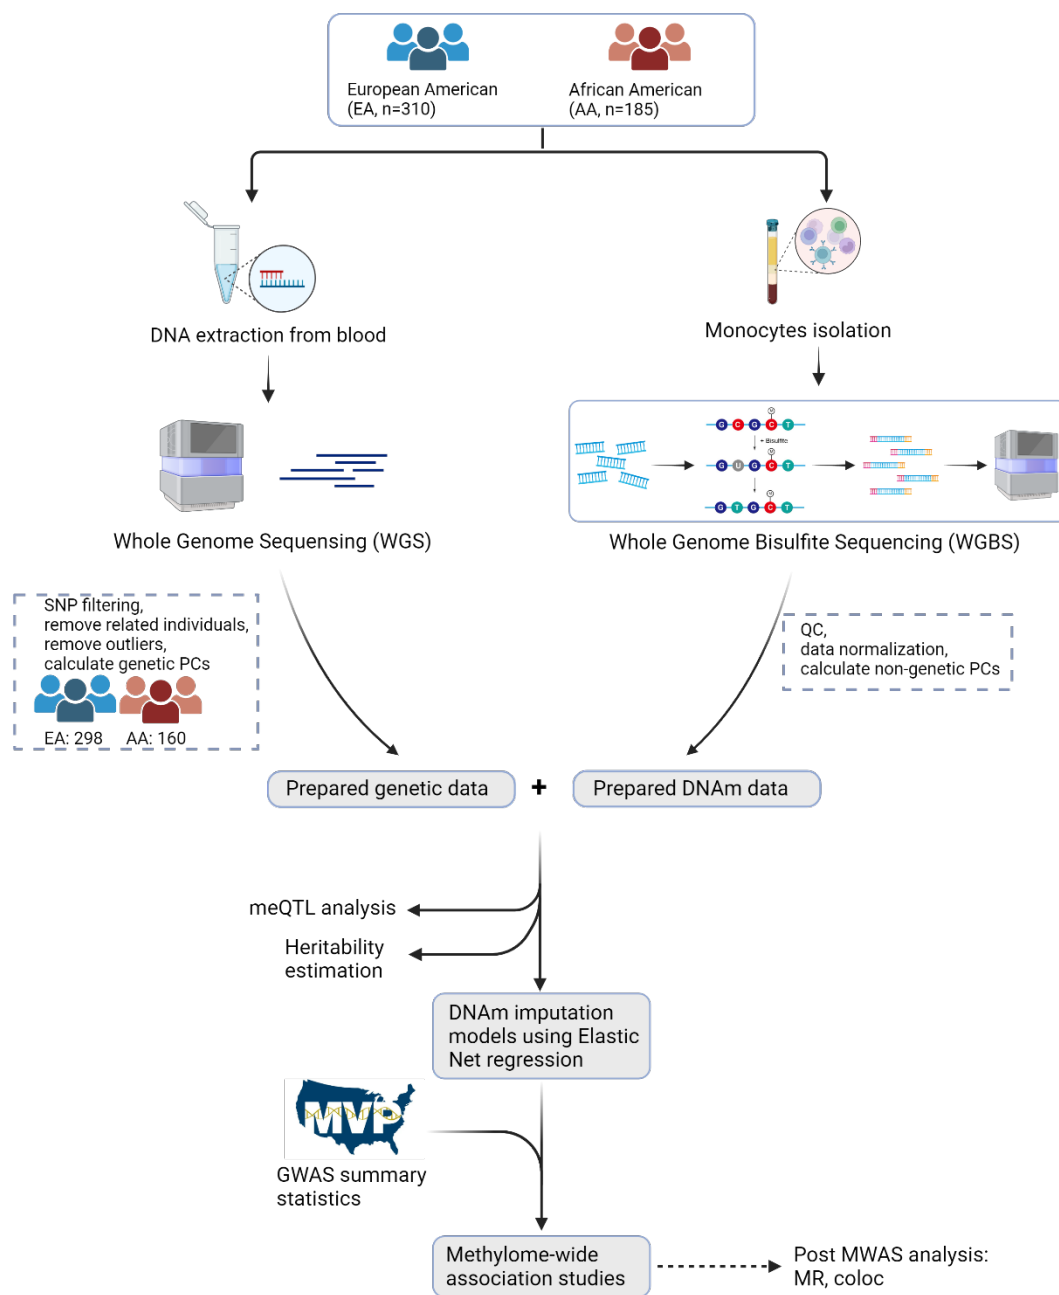 European American
(EA, n=310)
African American
(AA, n=185)
DNA extraction from blood
Monocytes isolation
G C G C T
M
+ Bisulfite
G U G C T
M
G T G C T
M
Whole Genome Sequensing (WGS)
Whole Genome Bisulfite Sequencing (WGBS)
SNP filtering,
remove related individuals,
remove outliers,
calculate genetic PCs
EA: 298 AA: 160
QC,
data normalization,
calculate non-genetic PCs
Prepared genetic data + Prepared DNAm data
meQTL analysis
Heritability
estimation
DNAm imputation
models using Elastic
Net regression
MVP
GWAS summary
statistics
Methylome-wide
association studies
Post MWAS analysis:
MR, coloc